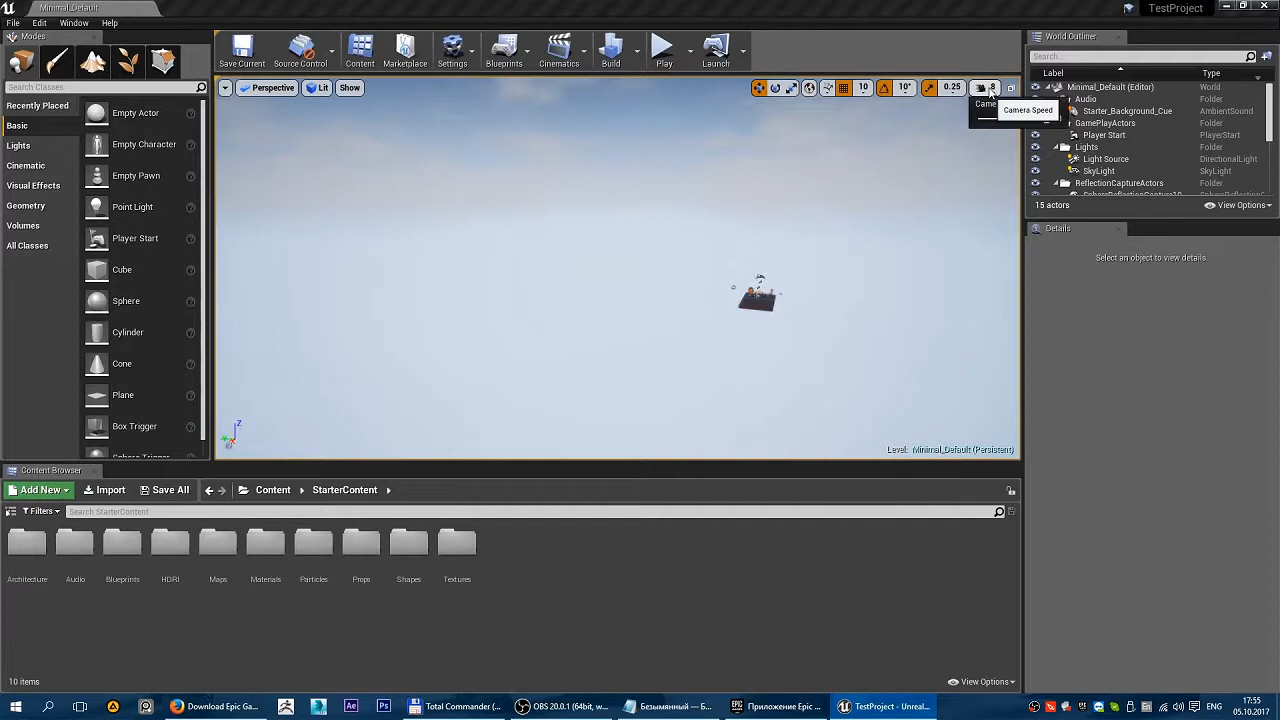 Minimal_Default
TestProject
File Edit Window Help
Modes
Search Classes
Recently Placed
Basic
Lights
Cinematic
Visual Effects
Geometry
Volumes
All Classes
Empty Actor
Empty Character
Empty Pawn
Point Light
Player Start
Cube
Sphere
Cylinder
Cone
Plane
Box Trigger
Sphere Trigger
Save Current Source Control Content Marketplace Settings Blueprints Cinematics Build Play Launch
Perspective Lit Show 10 10° 0.25 8
Camera Speed
Z
Level: Minimal_Default (Persistent)
World Outliner
Search...
Label Type
Minimal_Default (Editor) World
Audio Folder
Starter_Background_Cue AmbientSound
GamePlayActors Folder
Player Start PlayerStart
Lights Folder
Light Source DirectionalLight
SkyLight SkyLight
ReflectionCaptureActors Folder
SphereReflectionCapture10
15 actors View Options
Details
Select an object to view details.
Content Browser
Add New Import Save All Content StarterContent
Filters Search StarterContent
Architecture Audio Blueprints HDRI Maps Materials Particles Props Shapes Textures
10 items View Options
Download Epic Ga... Ae Total Commander (... OBS 20.0.1 (64bit, w... Безымянный — Б... Приложение Epic ... TestProject - Unreal...
17:55
05.10.2017